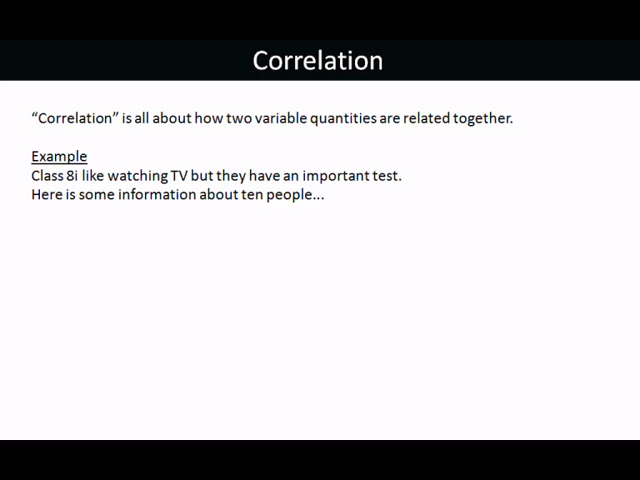 Correlation
“Correlation” is all about how two variable quantities are related together.
Example
Class 8i like watching TV but they have an important test.
Here is some information about ten people...